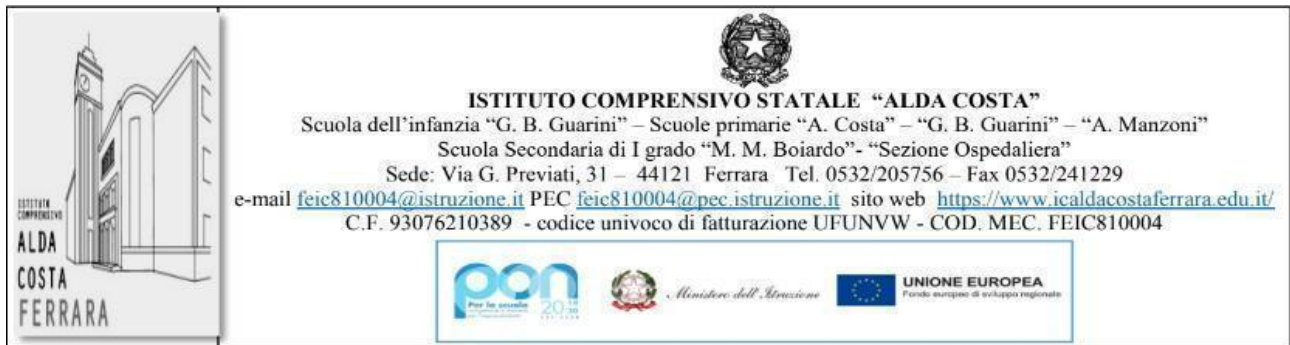 ISTITUTO COMPRENSIVO STATALE “ALDA COSTA”
Scuola dell’infanzia “G. B. Guarini” – Scuole primarie “A. Costa” – “G. B. Guarini” – “A. Manzoni”
Scuola Secondaria di I grado “M. M. Boiardo”- “Sezione Ospedaliera”
Sede: Via G. Previati, 31 – 44121 Ferrara Tel. 0532/205756 – Fax 0532/241229
e-mail feic810004@istruzione.it PEC feic810004@pec.istruzione.it sito web https://www.icaldacostaferrara.edu.it/
C.F. 93076210389 - codice univoco di fatturazione UFUNVW - COD. MEC. FEIC810004
ISTITUTO
COMPRENSIVO
ALDA
COSTA
FERRARA
pon
Per la scuola
Ministero dell’Istruzione
UNIONE EUROPEA
Fondo europeo di sviluppo regionale